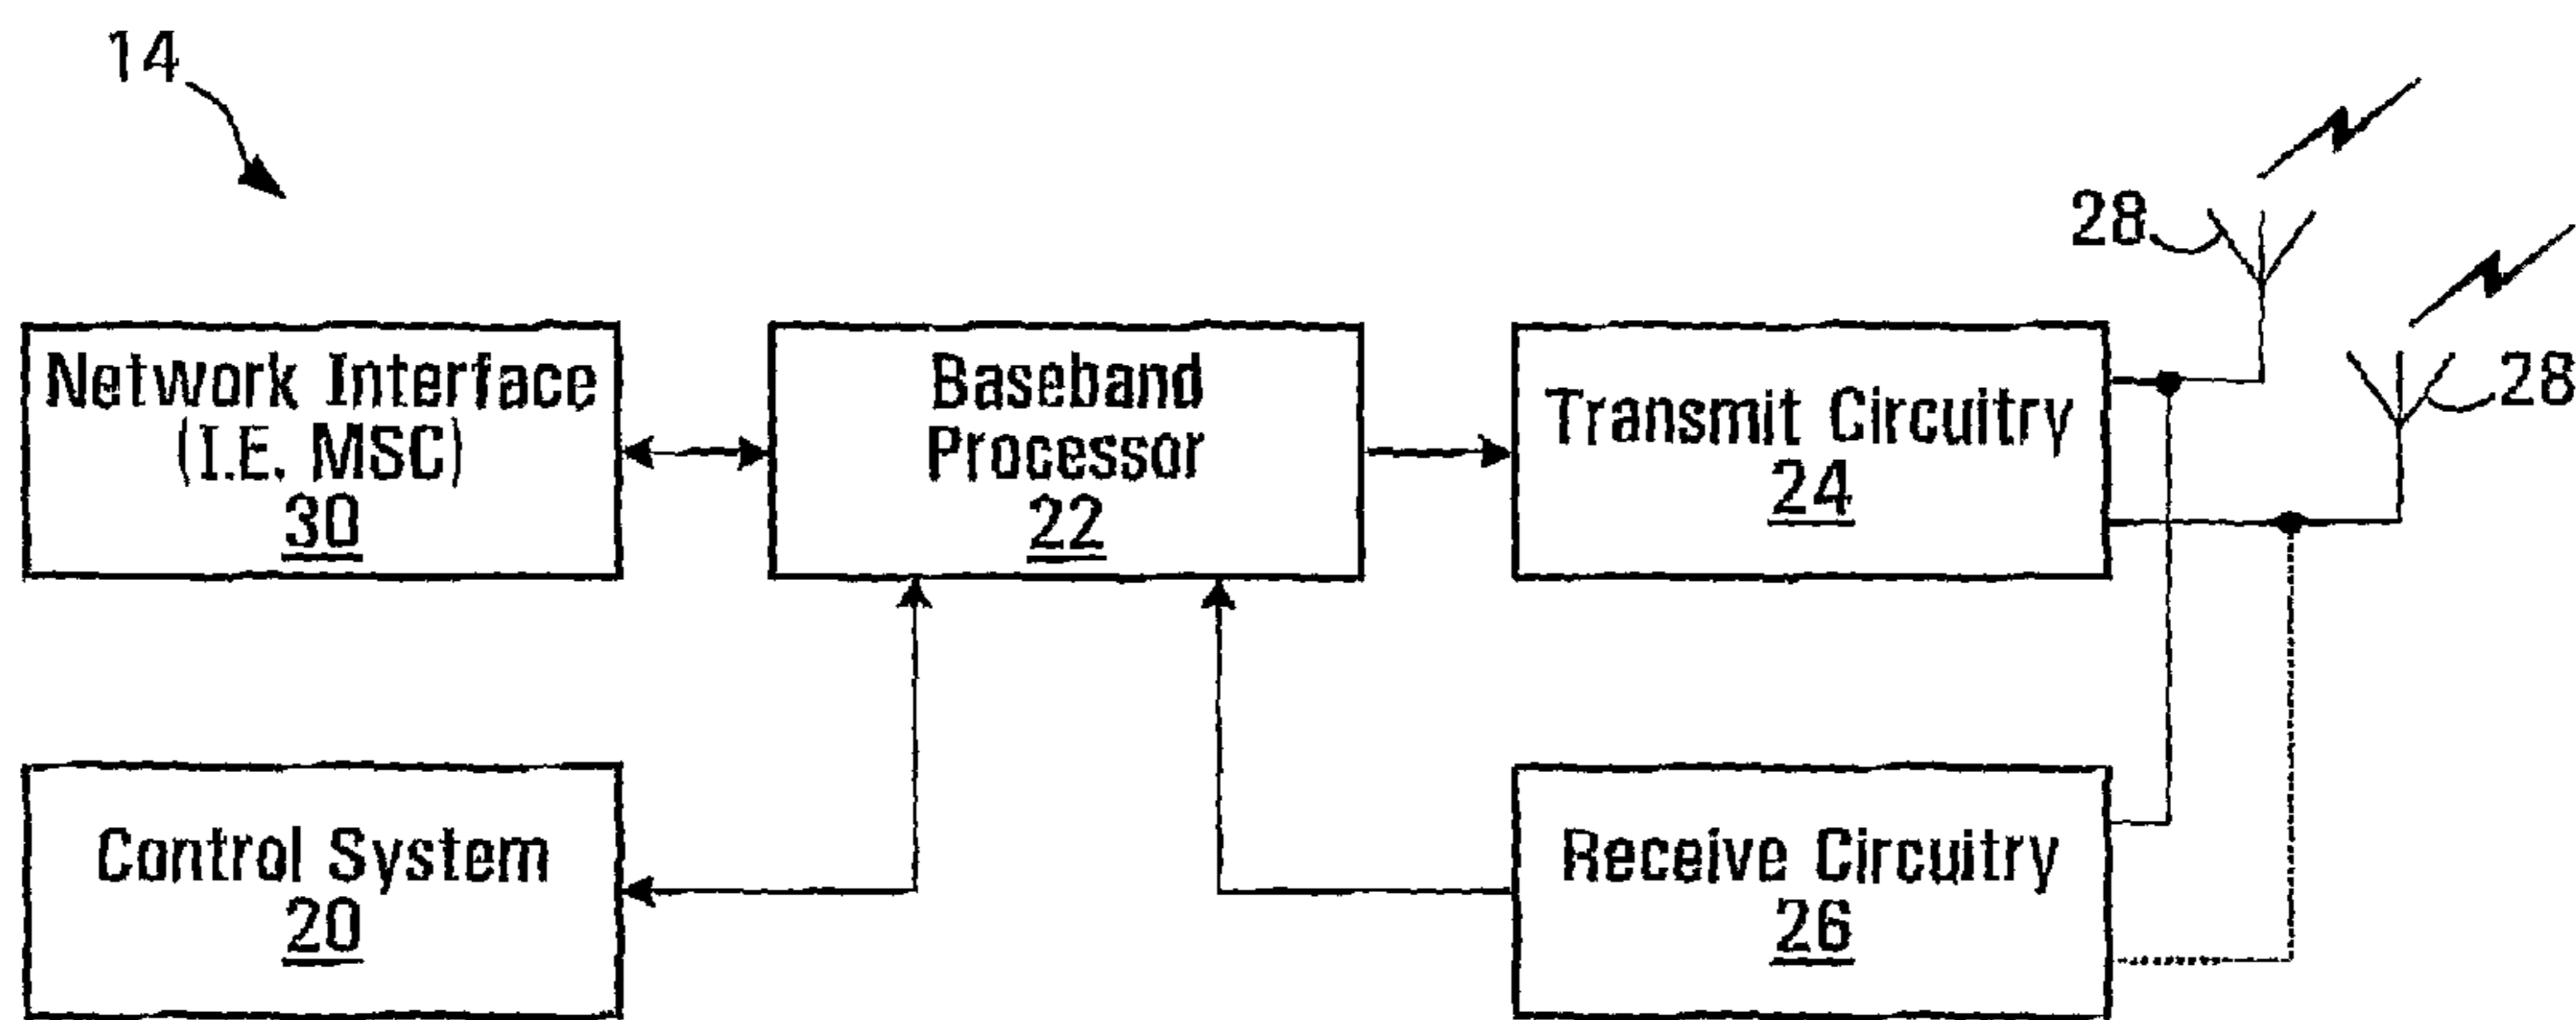 14
28
28
Network Interface
(I.E. MSC)
30
Baseband
Processor
22
Transmit Circuitry
24
Control System
20
Receive Circuitry
26